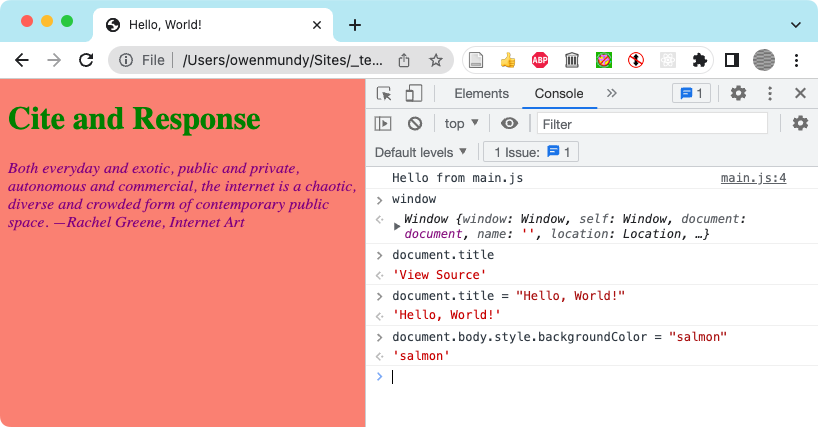 Hello, World!
File | /Users/owenmundy/Sites/_te...
ABP
Cite and Response
Both everyday and exotic, public and private,
autonomous and commercial, the internet is a chaotic,
diverse and crowded form of contemporary public
space. —Rachel Greene, Internet Art
Elements Console 1
top Filter
Default levels 1 Issue: 1
Hello from main.js main.js:4
window
Window {window: Window, self: Window, document:
document, name: '', location: Location, …}
document.title
'View Source'
document.title = "Hello, World!"
'Hello, World!'
document.body.style.backgroundColor = "salmon"
'salmon'